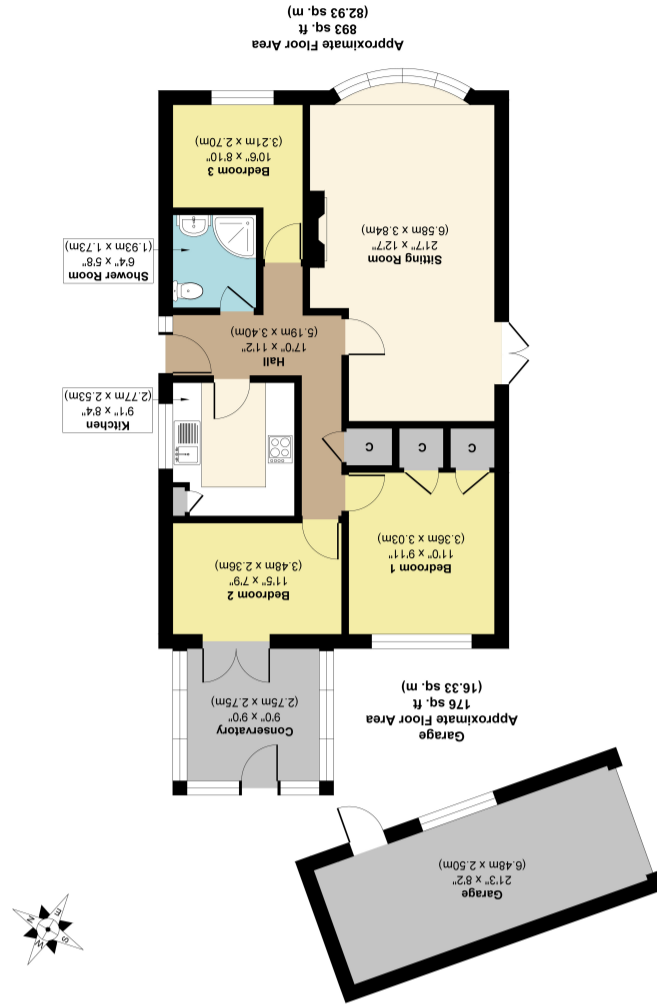 Garage
21'3" x 8'2"
(6.48m x 2.50m)
Garage
Approximate Floor Area
176 sq. ft
(16.33 sq. m)
Conservatory
9'0" x 9'0"
(2.75m x 2.75m)
Bedroom 1
11'0" x 9'11"
(3.36m x 3.03m)
Bedroom 2
11'5" x 7'9"
(3.48m x 2.36m)
C
C
C
Kitchen
9'1" x 8'4"
(2.77m x 2.53m)
Hall
17'0" x 11'2"
(5.19m x 3.40m)
Sitting Room
21'7" x 12'7"
(6.58m x 3.84m)
Shower Room
6'4" x 5'8"
(1.93m x 1.73m)
Bedroom 3
10'6" x 8'10"
(3.21m x 2.70m)
Approximate Floor Area
893 sq. ft
(82.93 sq. m)
N
E
S
W